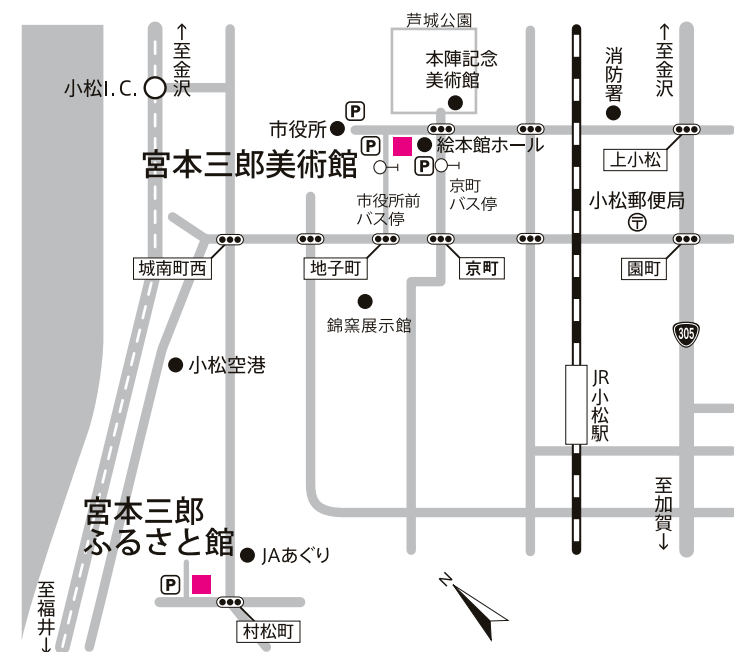 芦城公園
↑至金沢
↑至金沢
本陣記念
美術館
消防署
小松I.C.
P
市役所
P
絵本館ホール
宮本三郎美術館
P
上小松
京町
バス停
市役所前
バス停
小松郵便局
〒
城南町西
地子町
京町
園町
錦窯展示館
305
小松空港
JR小松駅
至加賀↓
宮本三郎
ふるさと館
JAあぐり
P
N
至福井↓
村松町